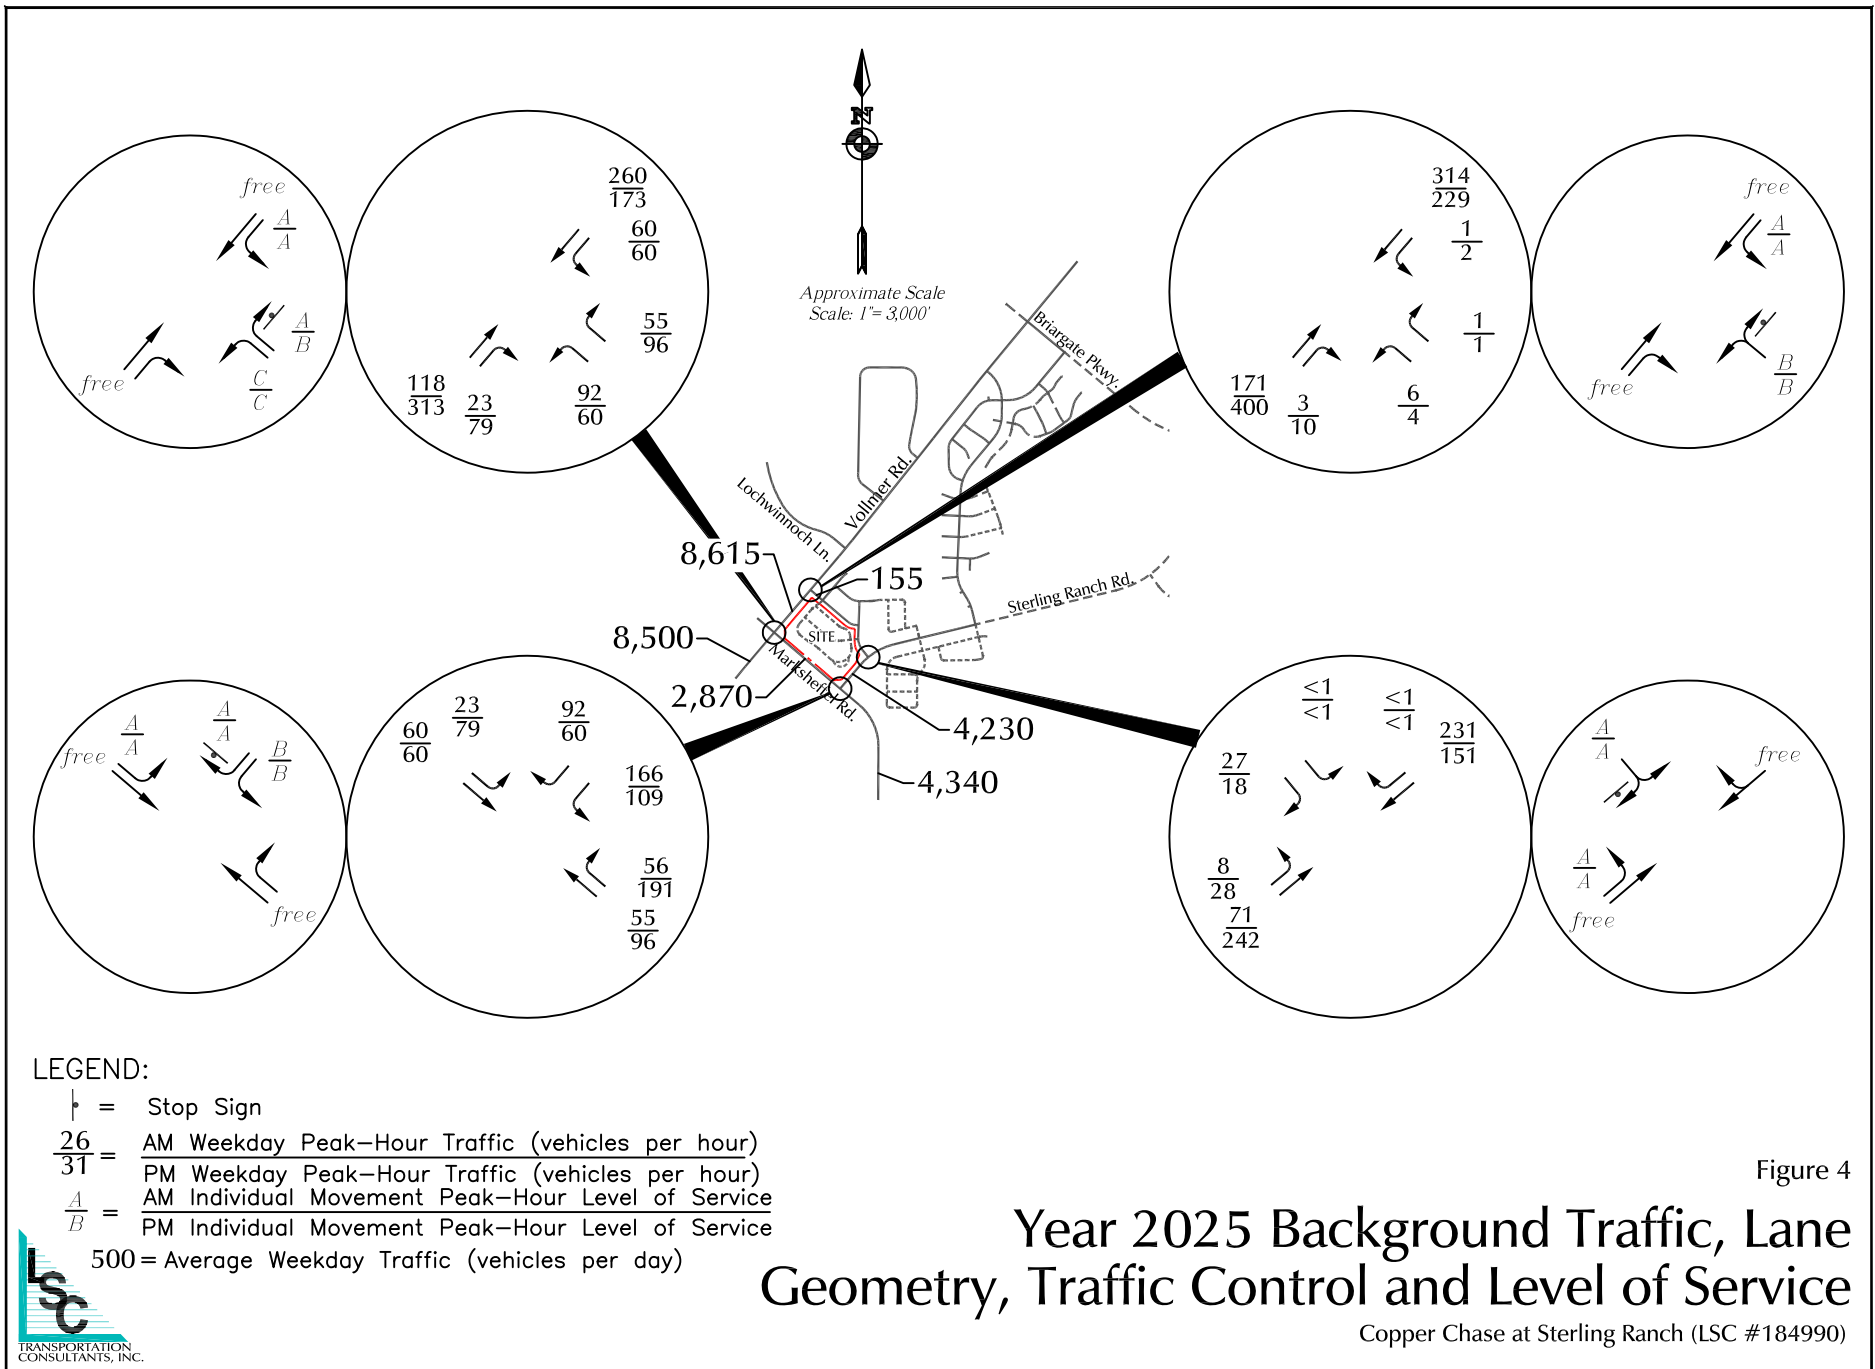 N
Approximate Scale
Scale: 1"= 3,000'
free
A
A
A
B
free
C
C
260
173
60
60
55
96
118
313
23
79
92
60
314
229
1
2
1
1
171
400
3
10
6
4
free
A
A
free
B
B
Briargate Pkwy.
Vollmer Rd.
Lochwinnoch Ln.
8,615
155
Sterling Ranch Rd.
8,500
SITE
Marksheffel Rd.
2,870
4,230
4,340
free
A
A
A
A
B
B
free
60
60
23
79
92
60
166
109
56
191
55
96
<1
<1
<1
<1
231
151
27
18
8
28
71
242
A
A
free
A
A
free
LEGEND:
= Stop Sign
26
31
=
AM Weekday Peak-Hour Traffic (vehicles per hour)
PM Weekday Peak-Hour Traffic (vehicles per hour)
A
B
=
AM Individual Movement Peak-Hour Level of Service
PM Individual Movement Peak-Hour Level of Service
500 = Average Weekday Traffic (vehicles per day)
LSC
TRANSPORTATION
CONSULTANTS, INC.
Figure 4
Year 2025 Background Traffic, Lane
Geometry, Traffic Control and Level of Service
Copper Chase at Sterling Ranch (LSC #184990)